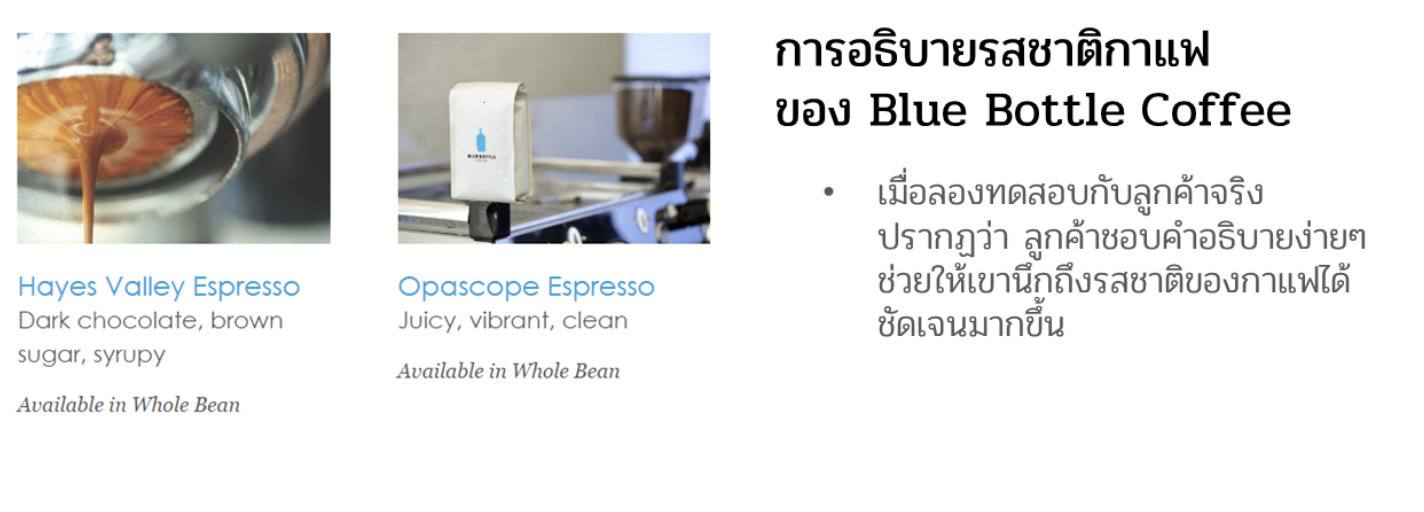 การอธิบายรสชาติกาแฟ
ของ Blue Bottle Coffee
• เมื่อลองทดสอบกับลูกค้าจริง
ปรากฏว่า ลูกค้าชอบคำอธิบายง่ายๆ
ช่วยให้เขานึกถึงรสชาติของกาแฟได้
ชัดเจนมากขึ้น
BLUE BOTTLE
COFFEE
Hayes Valley Espresso
Dark chocolate, brown
sugar, syrupy
Available in Whole Bean
Opascope Espresso
Juicy, vibrant, clean
Available in Whole Bean